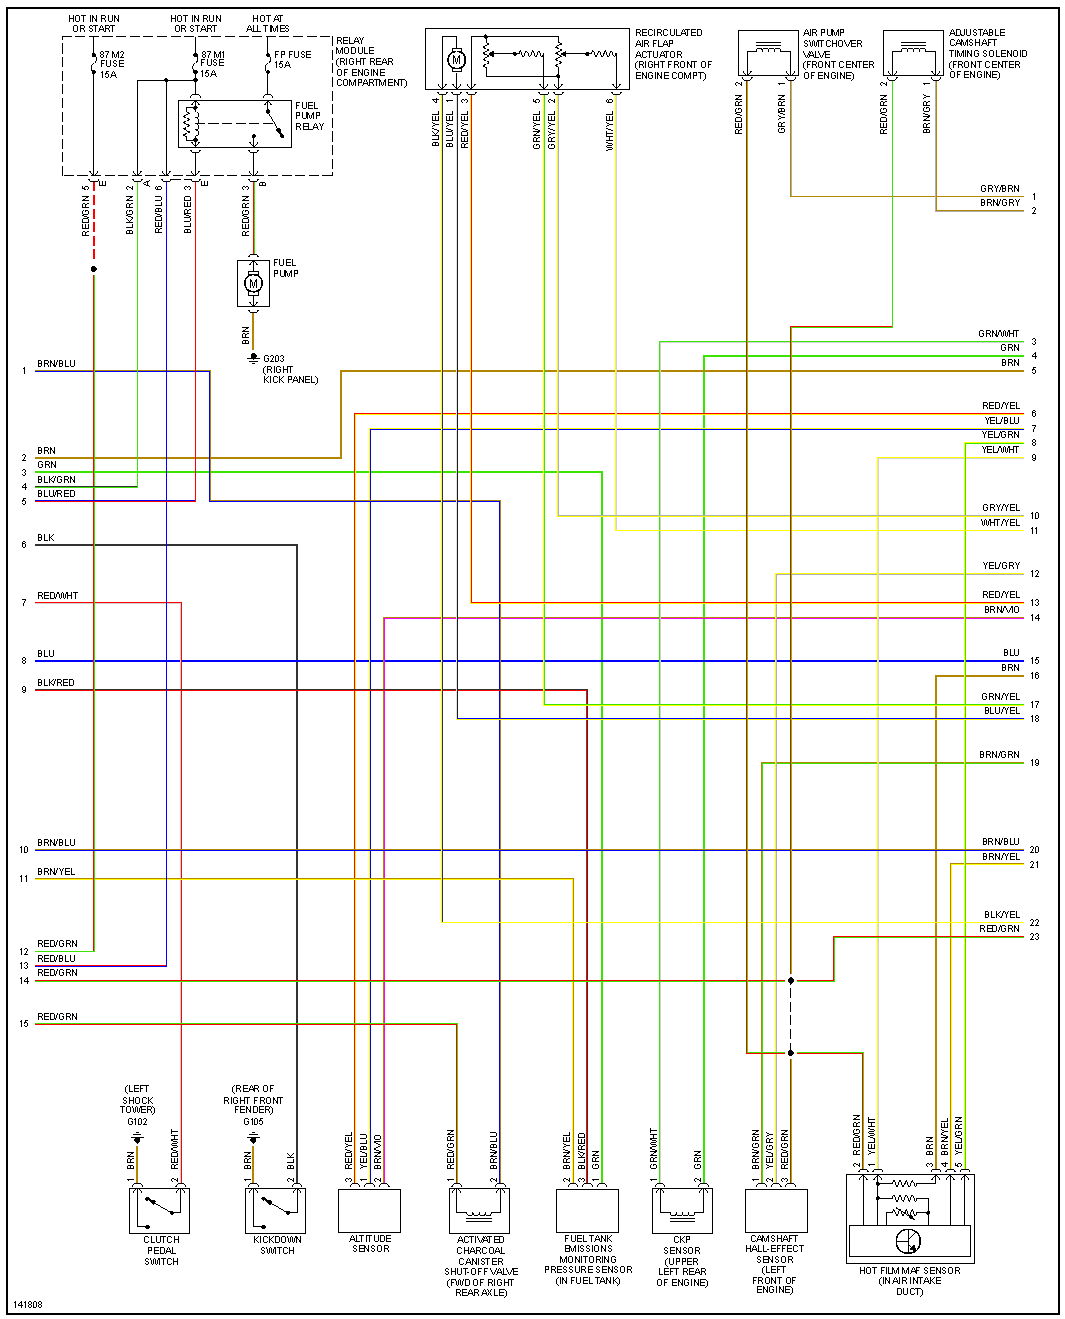 HOT IN RUN
OR START
HOT IN RUN
OR START
HOT AT
ALL TIMES
87 M2
FUSE
15A
87 M1
FUSE
15A
FP FUSE
15A
RELAY
MODULE
(RIGHT REAR
OF ENGINE
COMPARTMENT)
FUEL
PUMP
RELAY
RED/GRN 5 E
BLK/GRN 2 A
RED/BLU 6
BLU/RED 3 E
RED/GRN 3 B
FUEL
PUMP
M
BRN
G203
(RIGHT
KICK PANEL)
RECIRCULATED
AIR FLAP
ACTUATOR
(RIGHT FRONT OF
ENGINE COMPT)
M
BLK/YEL 4
BLU/YEL 1
RED/YEL 3
GRN/YEL 5
GRY/YEL 2
WHT/YEL 6
AIR PUMP
SWITCHOVER
VALVE
(FRONT CENTER
OF ENGINE)
RED/GRN 2
GRY/BRN 1
ADJUSTABLE
CAMSHAFT
TIMING SOLENOID
(FRONT CENTER
OF ENGINE)
RED/GRN 2
BRN/GRY 1
GRY/BRN 1
BRN/GRY 2
GRN/WHT 3
GRN 4
BRN 5
RED/YEL 6
YEL/BLU 7
YEL/GRN 8
YEL/WHT 9
GRY/YEL 10
WHT/YEL 11
YEL/GRY 12
RED/YEL 13
BRN/VIO 14
BLU 15
BRN 16
GRN/YEL 17
BLU/YEL 18
BRN/GRN 19
BRN/BLU 20
BRN/YEL 21
BLK/YEL 22
RED/GRN 23
1 BRN/BLU
2 BRN
3 GRN
4 BLK/GRN
5 BLU/RED
6 BLK
7 RED/WHT
8 BLU
9 BLK/RED
10 BRN/BLU
11 BRN/YEL
12 RED/GRN
13 RED/BLU
14 RED/GRN
15 RED/GRN
(LEFT
SHOCK
TOWER)
G102
1 BRN
2 RED/WHT
CLUTCH
PEDAL
SWITCH
(REAR OF
RIGHT FRONT
FENDER)
G105
1 BRN
2 BLK
KICKDOWN
SWITCH
3 RED/YEL
1 YEL/BLU
2 BRN/VIO
ALTITUDE
SENSOR
1 RED/GRN
2 BRN/BLU
ACTIVATED
CHARCOAL
CANISTER
SHUT-OFF VALVE
(FWD OF RIGHT
REAR AXLE)
2 BRN/YEL
3 BLK/RED
1 GRN
FUEL TANK
EMISSIONS
MONITORING
PRESSURE SENSOR
(IN FUEL TANK)
1 GRN/WHT
2 GRN
CKP
SENSOR
(UPPER
LEFT REAR
OF ENGINE)
1 BRN/GRN
2 YEL/GRY
3 RED/GRN
CAMSHAFT
HALL-EFFECT
SENSOR
(LEFT
FRONT OF
ENGINE)
2 RED/GRN
1 YEL/WHT
3 BRN
4 BRN/YEL
5 YEL/GRN
HOT FILM MAF SENSOR
(IN AIR INTAKE
DUCT)
141808